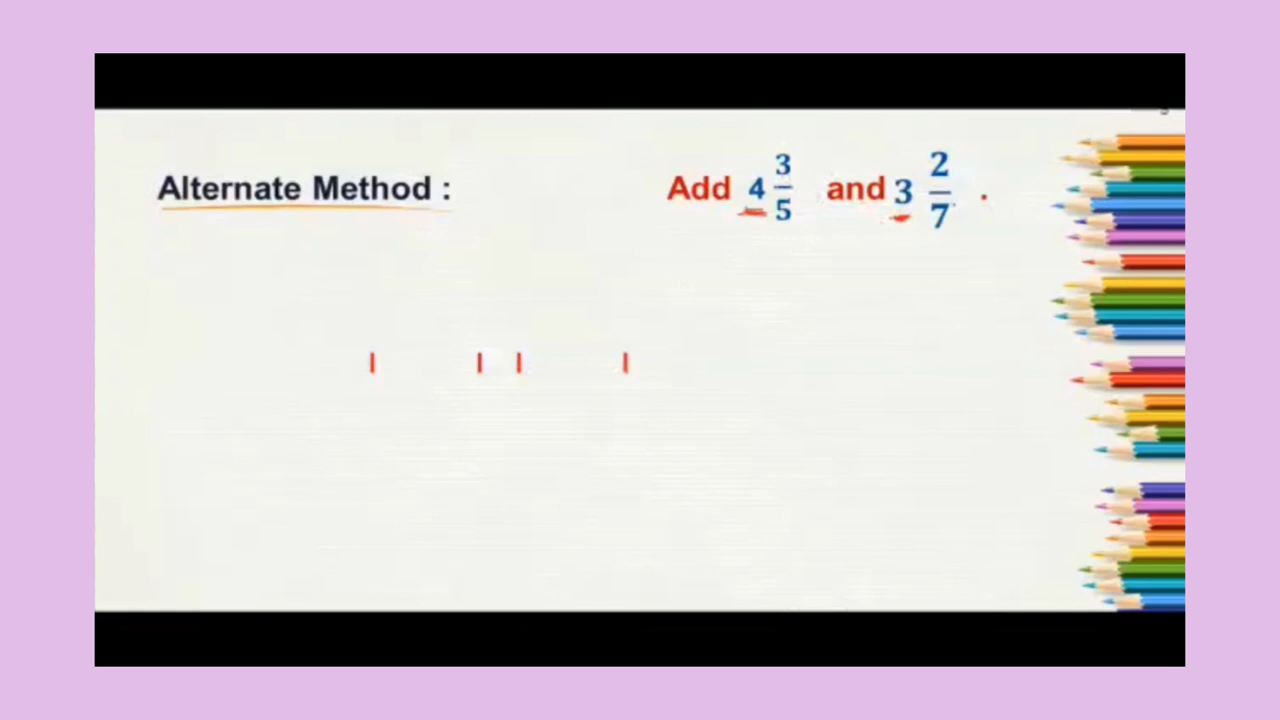 Alternate Method :
Add 4 3/5 and 3 2/7 .